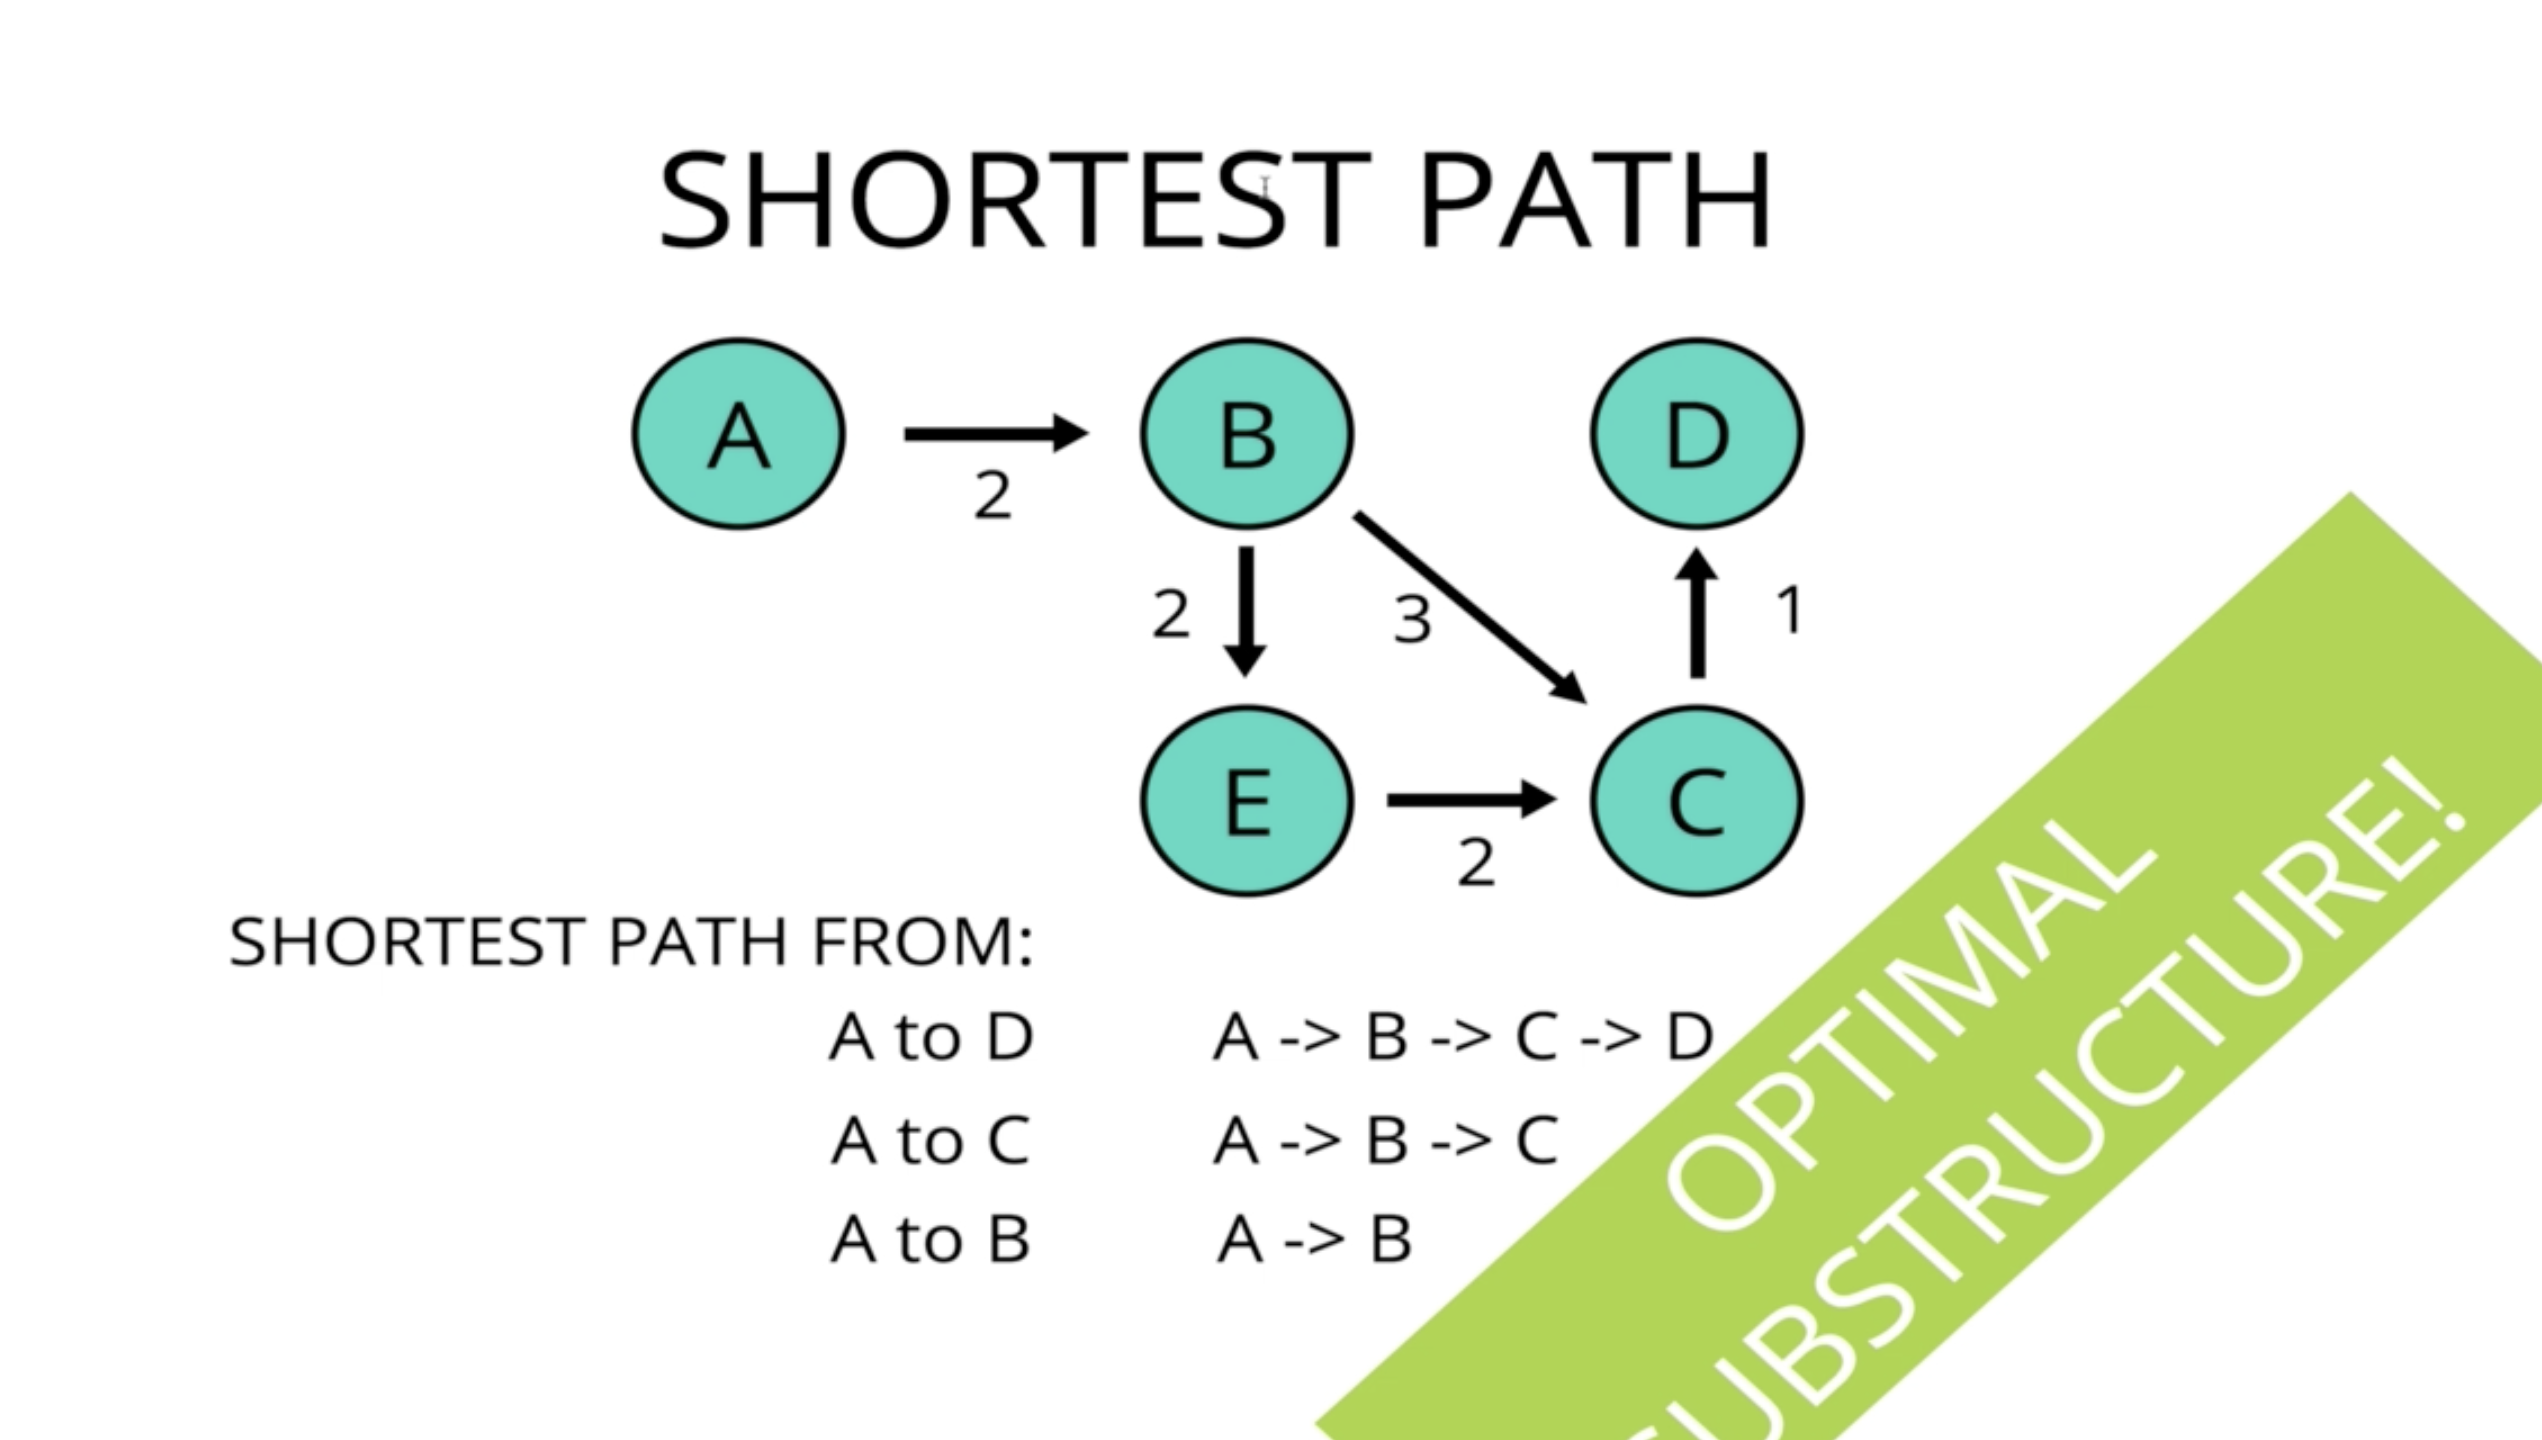 SHORTEST PATH
A
B
D
2
2
3
1
E
C
2
SHORTEST PATH FROM:
A to D A -> B -> C -> D
A to C A -> B -> C
A to B A -> B
OPTIMAL
SUBSTRUCTURE!